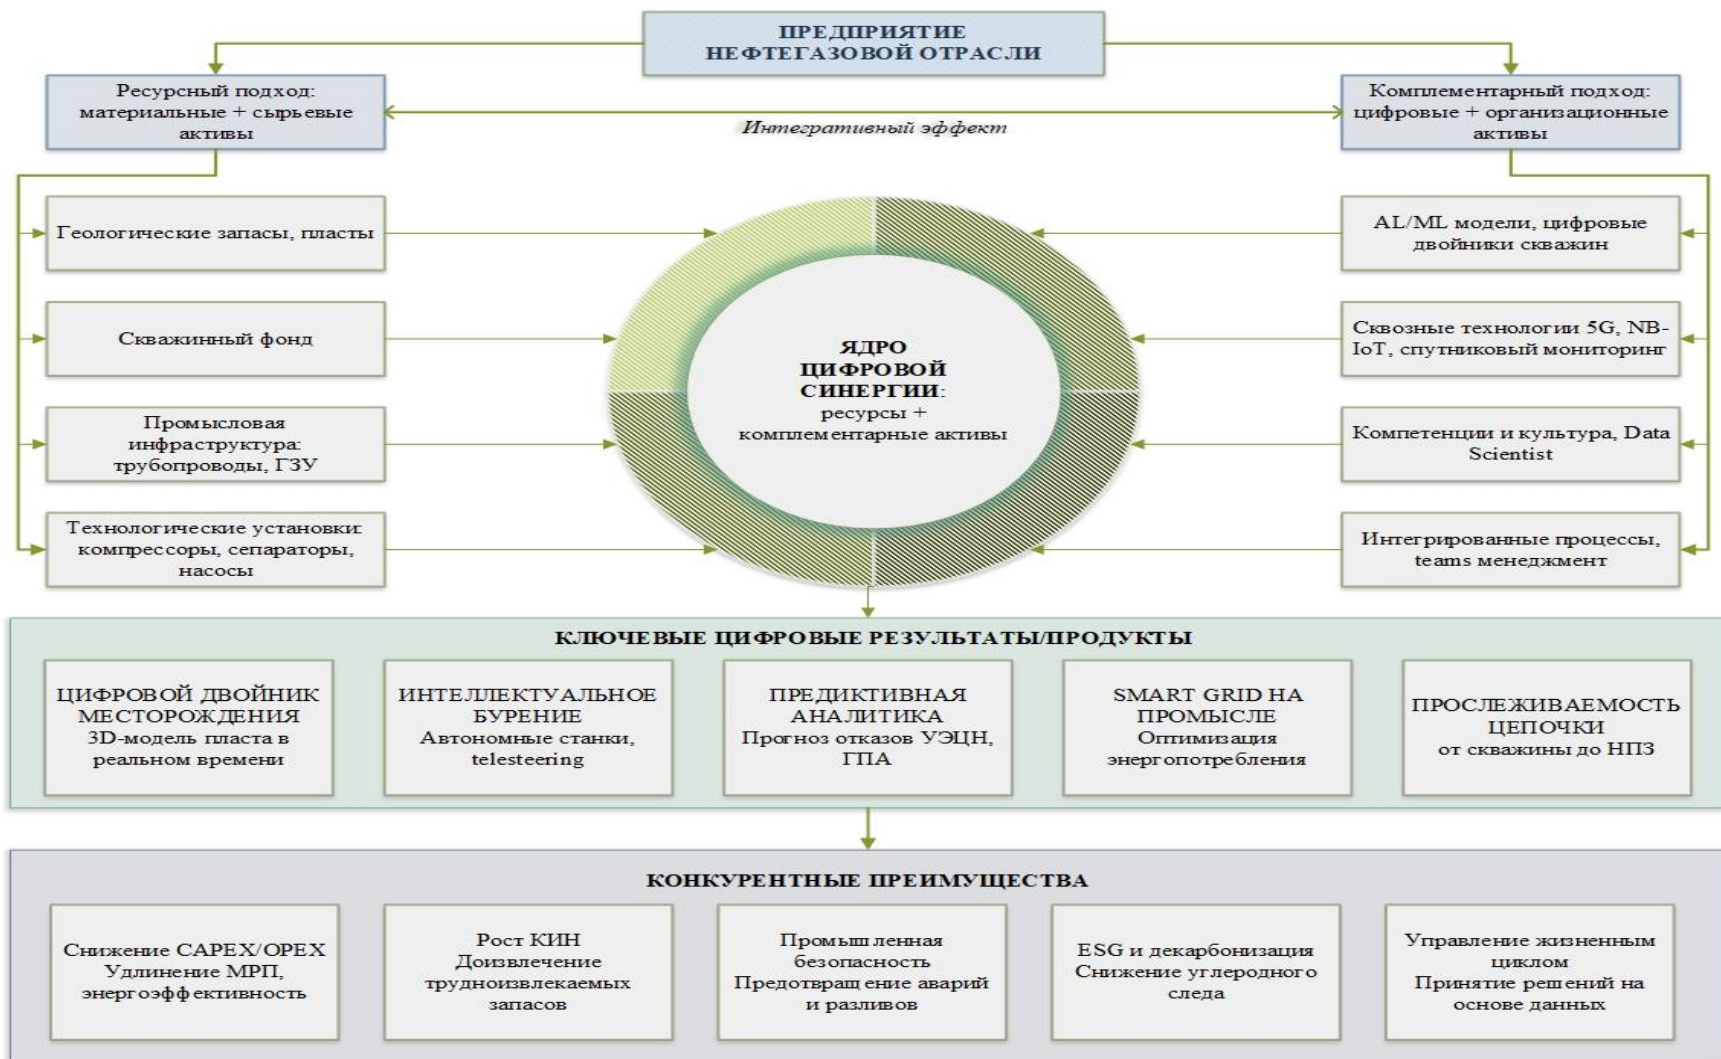 ПРЕДПРИЯТИЕ
НЕФТЕГАЗОВОЙ ОТРАСЛИ
Ресурсный подход:
материальные + сырьевые
активы
Интегративный эффект
Комплементарный подход:
цифровые + организационные
активы
Геологические запасы, пласты
Скважинный фонд
Промысловая
инфраструктура:
трубопроводы, ГЗУ
Технологические установки:
компрессоры, сепараторы,
насосы
ЯДРО
ЦИФРОВОЙ
СИНЕРГИИ:
ресурсы +
комплементарные активы
AL/ML модели, цифровые
двойники скважин
Сквозные технологии 5G, NB-
IoT, спутниковый мониторинг
Компетенции и культура, Data
Scientist
Интегрированные процессы,
teams менеджмент
КЛЮЧЕВЫЕ ЦИФРОВЫЕ РЕЗУЛЬТАТЫ/ПРОДУКТЫ
ЦИФРОВОЙ ДВОЙНИК
МЕСТОРОЖДЕНИЯ
3D-модель пласта в
реальном времени
ИНТЕЛЛЕКТУАЛЬНОЕ
БУРЕНИЕ
Автономные станки,
telesteering
ПРЕДИКТИВНАЯ
АНАЛИТИКА
Прогноз отказов УЭЦН,
ГПА
SMART GRID НА
ПРОМЫСЛЕ
Оптимизация
энергопотребления
ПРОСЛЕЖИВАЕМОСТЬ
ЦЕПОЧКИ
от скважины до НПЗ
КОНКУРЕНТНЫЕ ПРЕИМУЩЕСТВА
Снижение CAPEX/OPEX
Удлинение МРП,
энергоэффективность
Рост КИН
Доизвлечение
трудноизвлекаемых
запасов
Промышленная
безопасность
Предотвращение аварий
и разливов
ESG и декарбонизация
Снижение углеродного
следа
Управление жизненным
циклом
Принятие решений на
основе данных